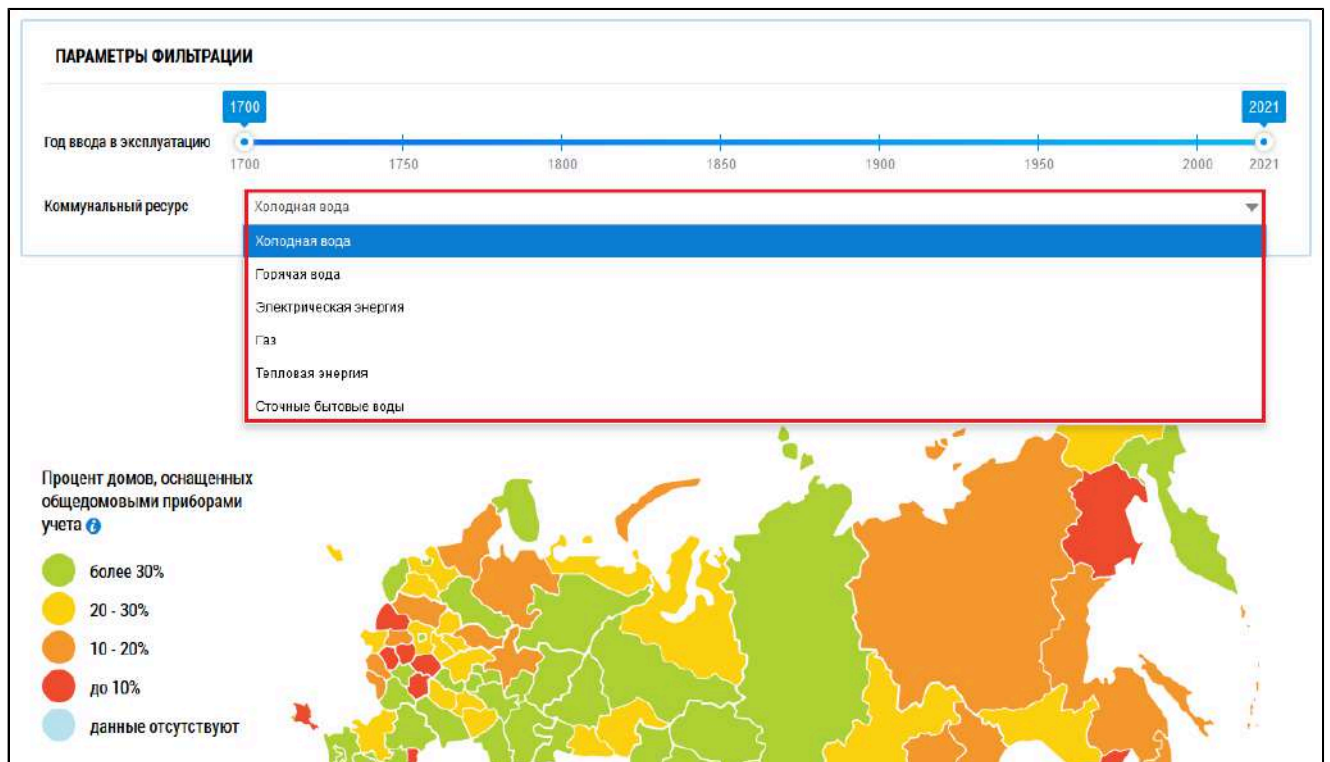 ПАРАМЕТРЫ ФИЛЬТРАЦИИ
1700 2021
Год ввода в эксплуатацию
1700 1750 1800 1850 1900 1950 2000 2021
Коммунальный ресурс Холодная вода
Холодная вода
Горячая вода
Электрическая энергия
Газ
Тепловая энергия
Сточные бытовые воды
Процент домов, оснащенных
общедомовыми приборами
учета
более 30%
20 - 30%
10 - 20%
до 10%
данные отсутствуют